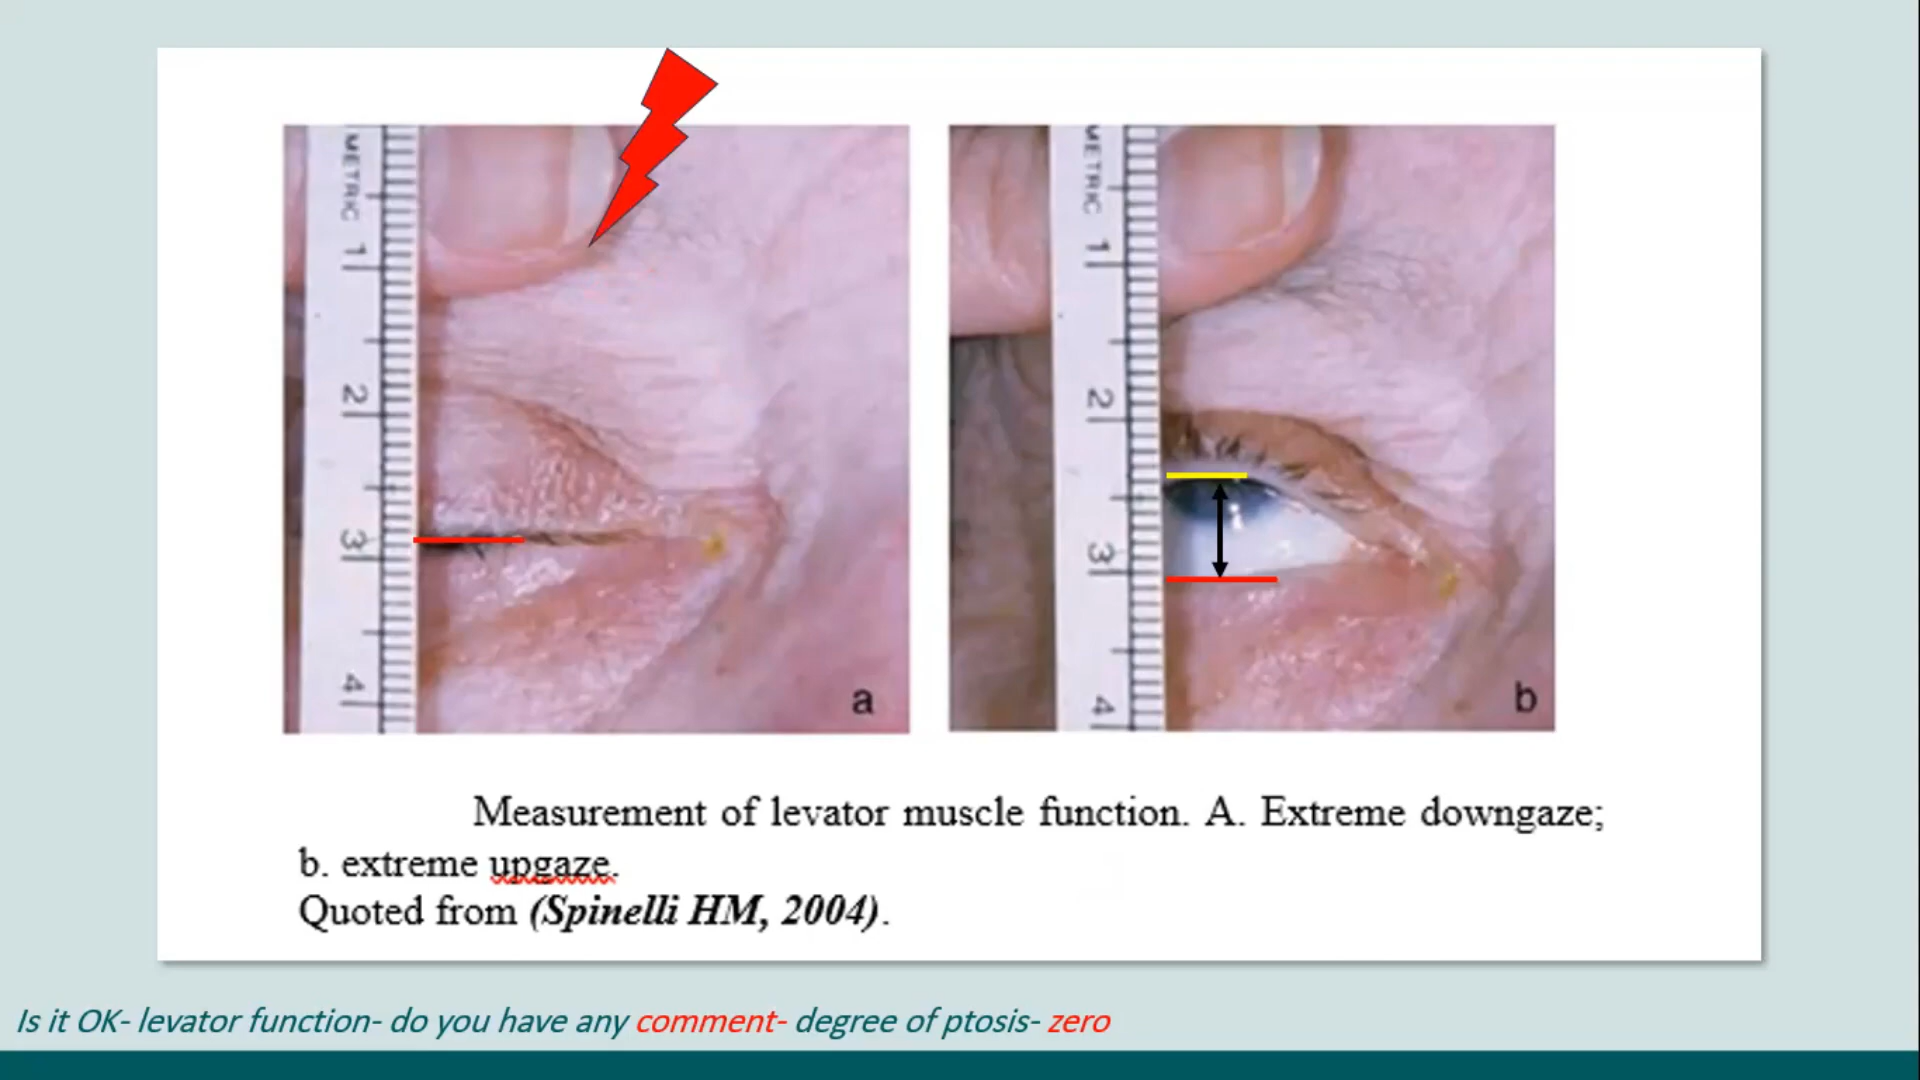 METRIC
1
2
3
4
a
METRIC
1
2
3
4
b
Measurement of levator muscle function. A. Extreme downgaze;
b. extreme upgaze.
Quoted from (Spinelli HM, 2004).
Is it OK- levator function- do you have any comment- degree of ptosis- zero